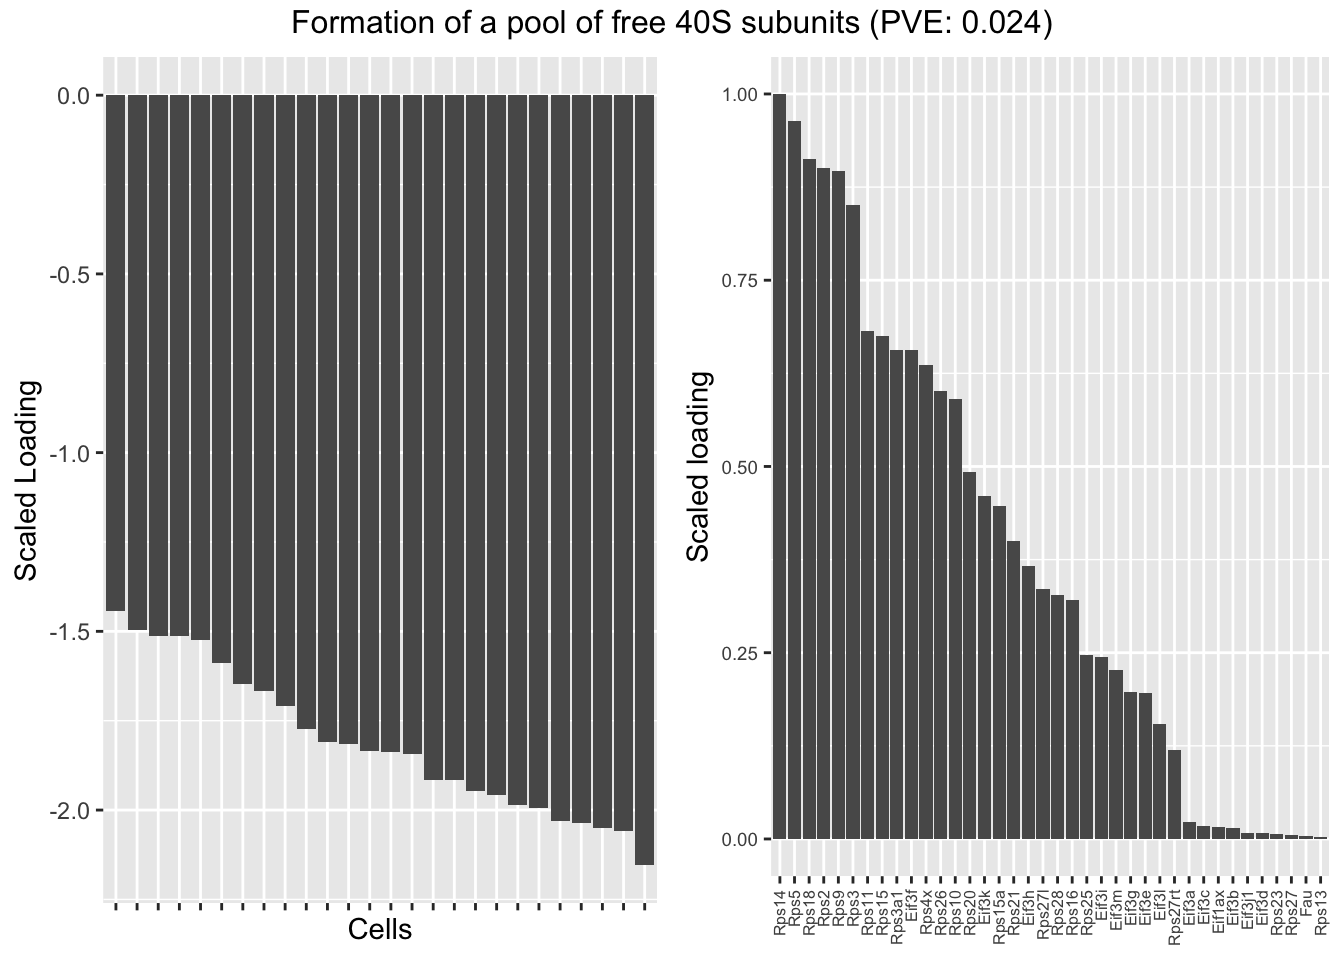 Formation of a pool of free 40S subunits (PVE: 0.024)
Scaled Loading
0.0
-0.5
-1.0
-1.5
-2.0
Cells
Scaled loading
1.00
0.75
0.50
0.25
0.00
Rps14
Rps5
Rps18
Rps2
Rps9
Rps3
Rps11
Rps15
Rps3a1
Eif3f
Rps4x
Rps26
Rps10
Rps20
Eif3k
Rps15a
Rps21
Eif3h
Rps27l
Rps28
Rps16
Rps25
Eif3i
Eif3m
Eif3g
Eif3e
Eif3l
Rps27rt
Eif3a
Eif3c
Eif1ax
Eif3b
Eif3j1
Eif3d
Rps23
Rps27
Fau
Rps13